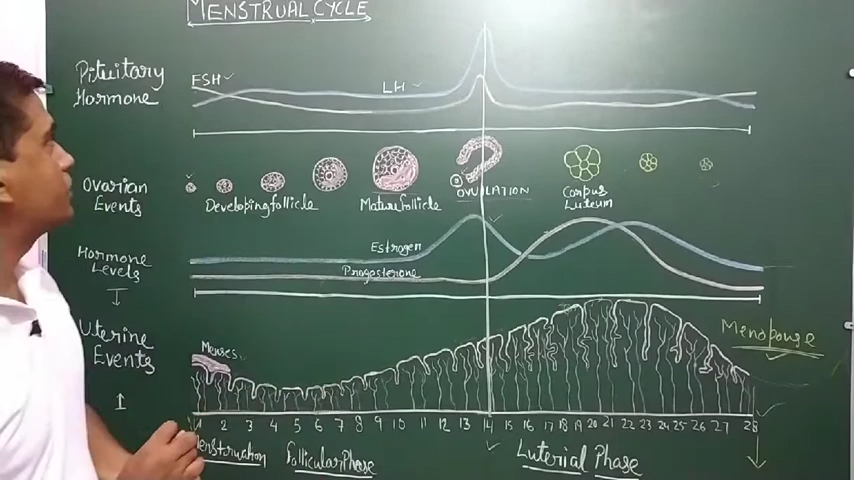 MENSTRUAL CYCLE
Pituitary
Hormone
FSH
LH
Ovarian
Events
Developing follicle
Mature follicle
OVULATION
Corpus
Luteum
Hormone
Levels
Estrogen
Progesterone
Uterine
Events
Menses
Menopause
1 2 3 4 5 6 7 8 9 10 11 12 13 14 15 16 17 18 19 20 21 22 23 24 25 26 27 28
Menstruation
Follicular Phase
Luterial Phase